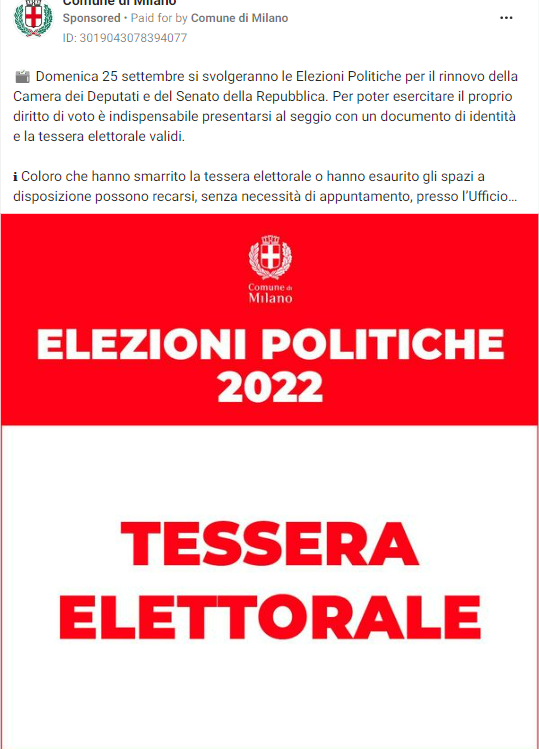 Comune di Milano
Sponsored • Paid for by Comune di Milano
ID: 3019043078394077
🗳 Domenica 25 settembre si svolgeranno le Elezioni Politiche per il rinnovo della
Camera dei Deputati e del Senato della Repubblica. Per poter esercitare il proprio
diritto di voto è indispensabile presentarsi al seggio con un documento di identità
e la tessera elettorale validi.
ℹ Coloro che hanno smarrito la tessera elettorale o hanno esaurito gli spazi a
disposizione possono recarsi, senza necessità di appuntamento, presso l’Ufficio...
Comune di
Milano
ELEZIONI POLITICHE
2022
TESSERA
ELETTORALE